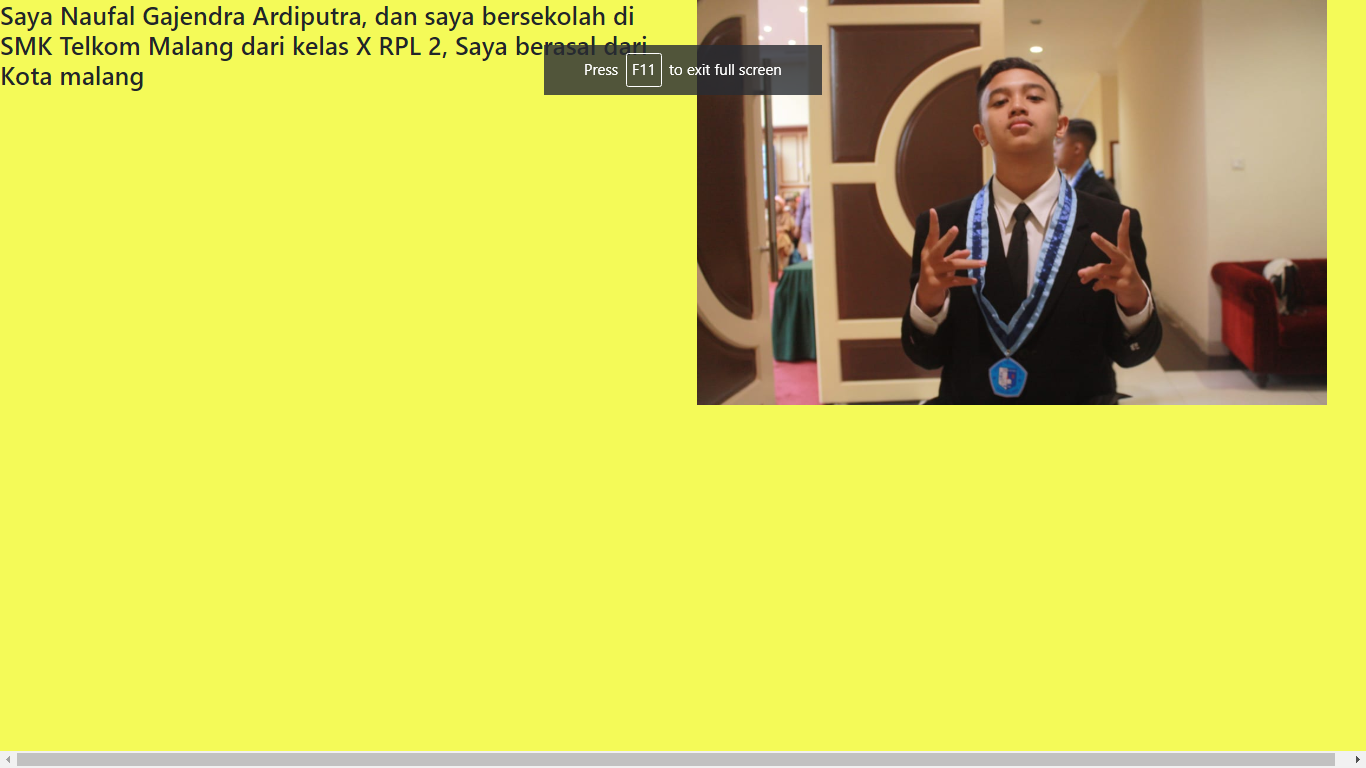 Saya Naufal Gajendra Ardiputra, dan saya bersekolah di
SMK Telkom Malang dari kelas X RPL 2, Saya berasal dari
Kota malang
Press F11 to exit full screen